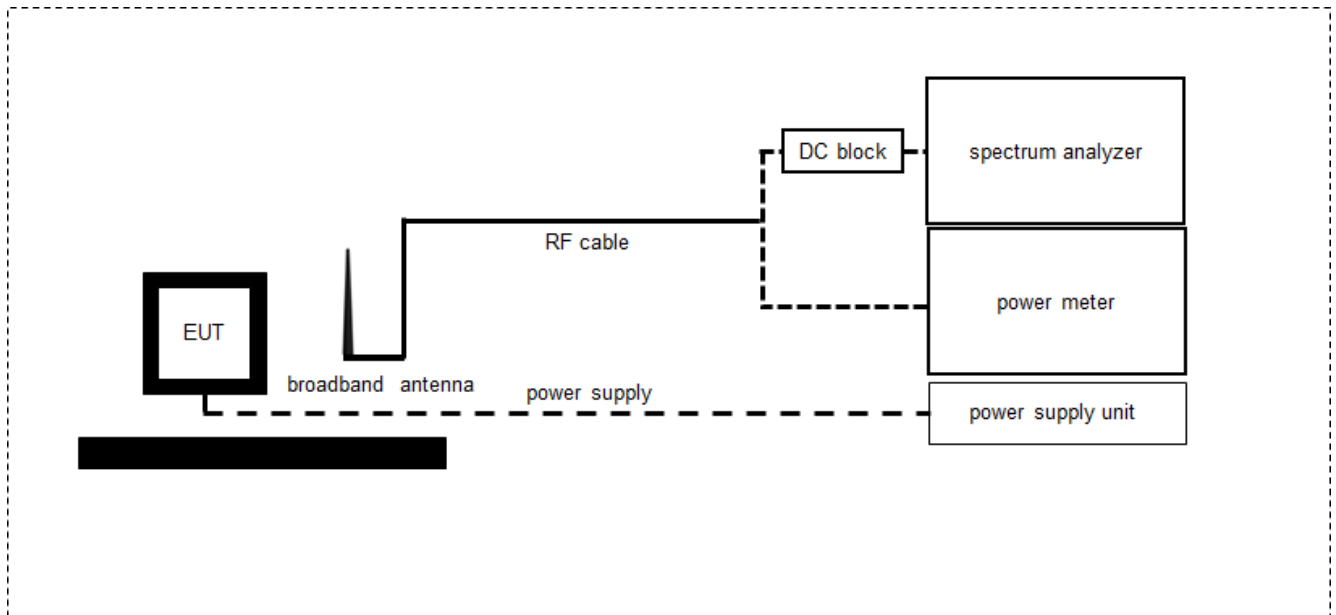 DC block
spectrum analyzer
RF cable
power meter
EUT
broadband antenna
power supply
power supply unit